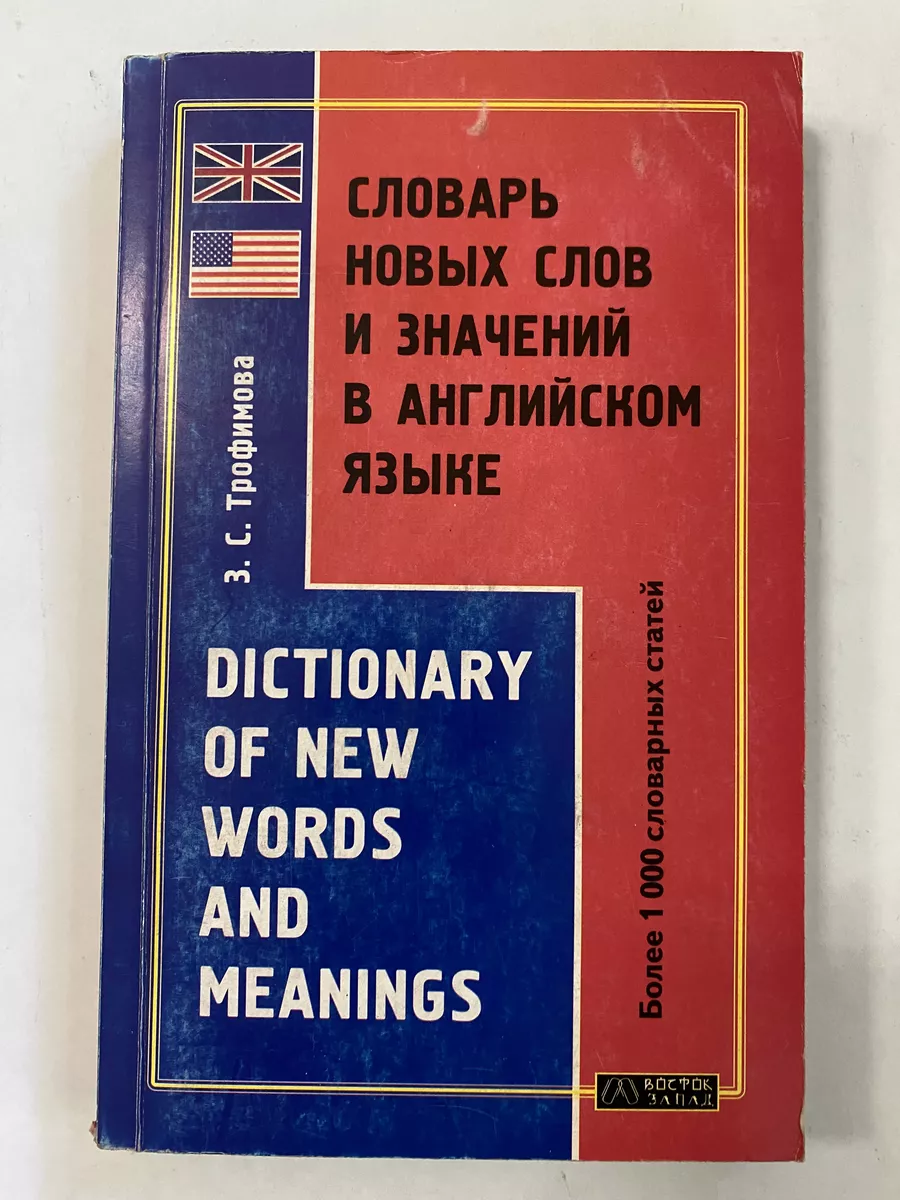 СЛОВАРЬ
НОВЫХ СЛОВ
И ЗНАЧЕНИЙ
В АНГЛИЙСКОМ
ЯЗЫКЕ
З. С. Трофимова
DICTIONARY
OF NEW
WORDS
AND
MEANINGS
Более 1 000 словарных статей
ВОСТОК
ЗАПАД